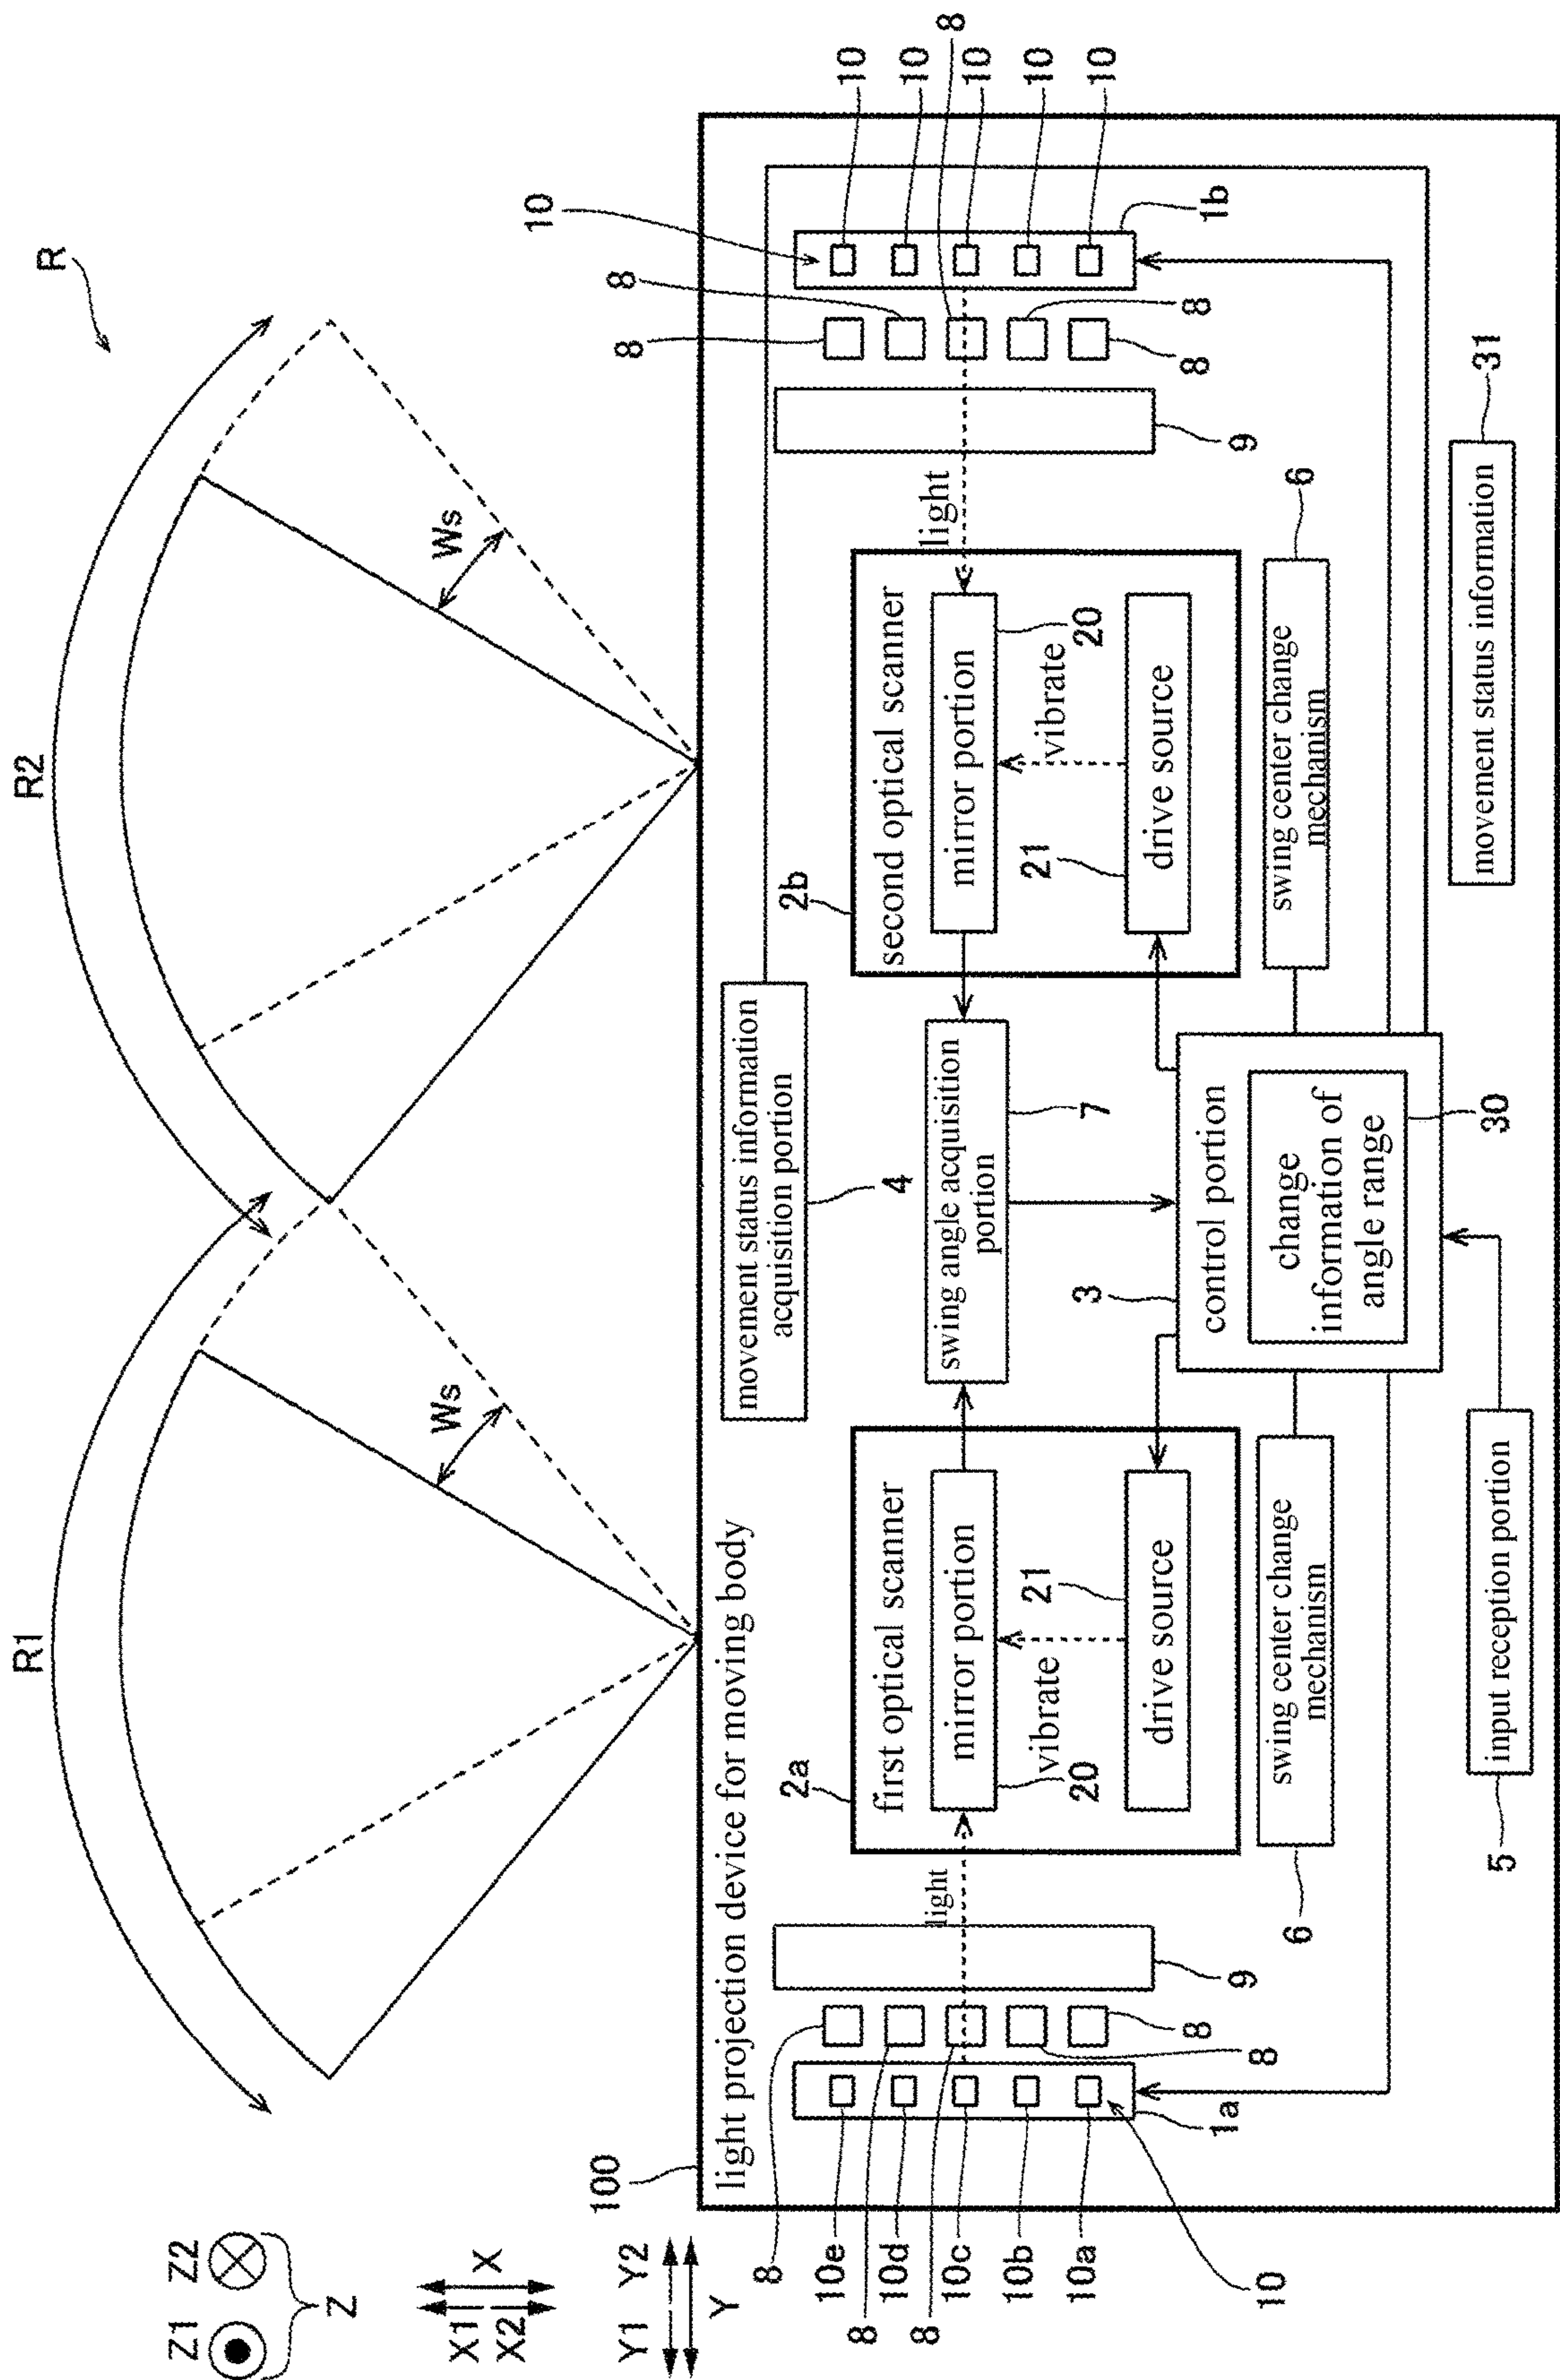 R
R1
R2
Ws
Ws
Z1
Z2
Z
X1
X2
X
Y1
Y2
Y
100
light projection device for moving body
movement status information
acquisition portion
4
10
10
10
10
10
10
8
8
8
8
8
1b
9
light
2b
second optical scanner
mirror portion
20
vibrate
21
drive source
swing angle acquisition
portion
7
2a
first optical scanner
mirror portion
20
vibrate
21
drive source
light
9
8
8
8
8
8
10e
10d
10c
10b
10a
10
1a
3
control portion
change
information of
angle range
30
swing center change
mechanism
6
swing center change
mechanism
6
input reception portion
5
movement status information
31